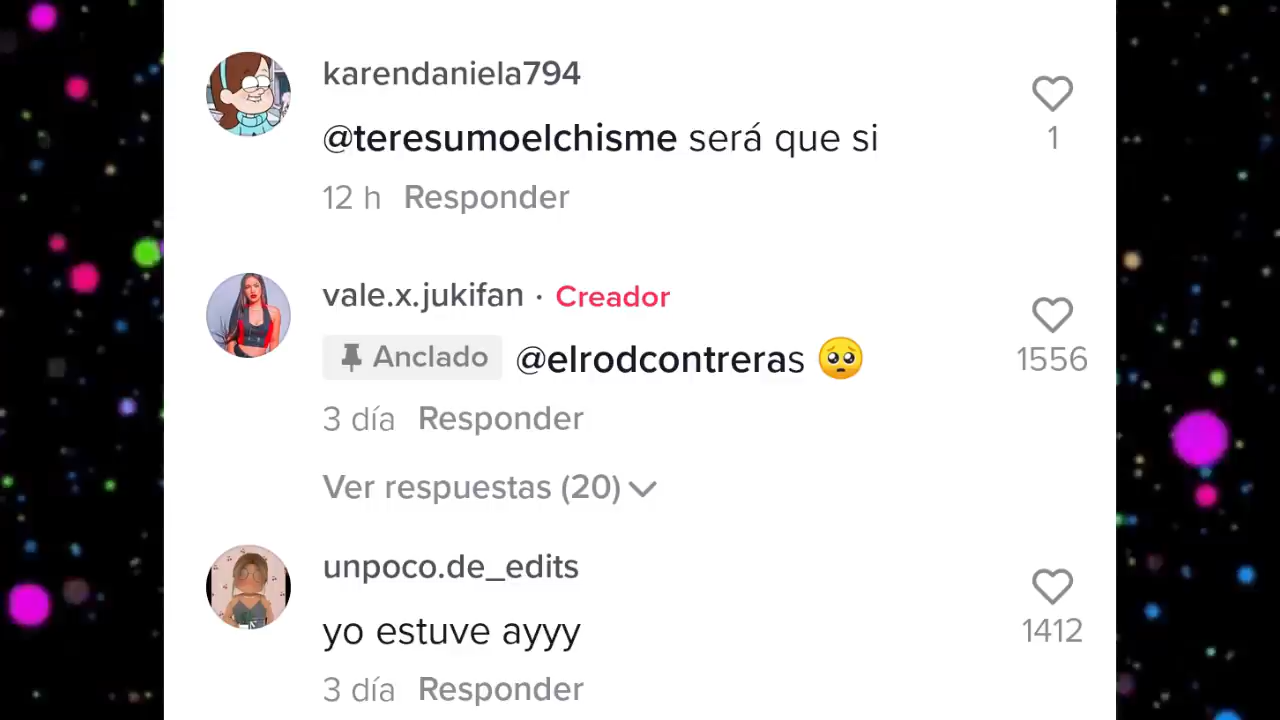 karendaniela794
@teresumoelchisme será que si
1
12 h Responder
vale.x.jukifan · Creador
Anclado @elrodcontreras 🥺
1556
3 día Responder
Ver respuestas (20)
unpoco.de_edits
yo estuve ayyy
1412
3 día Responder